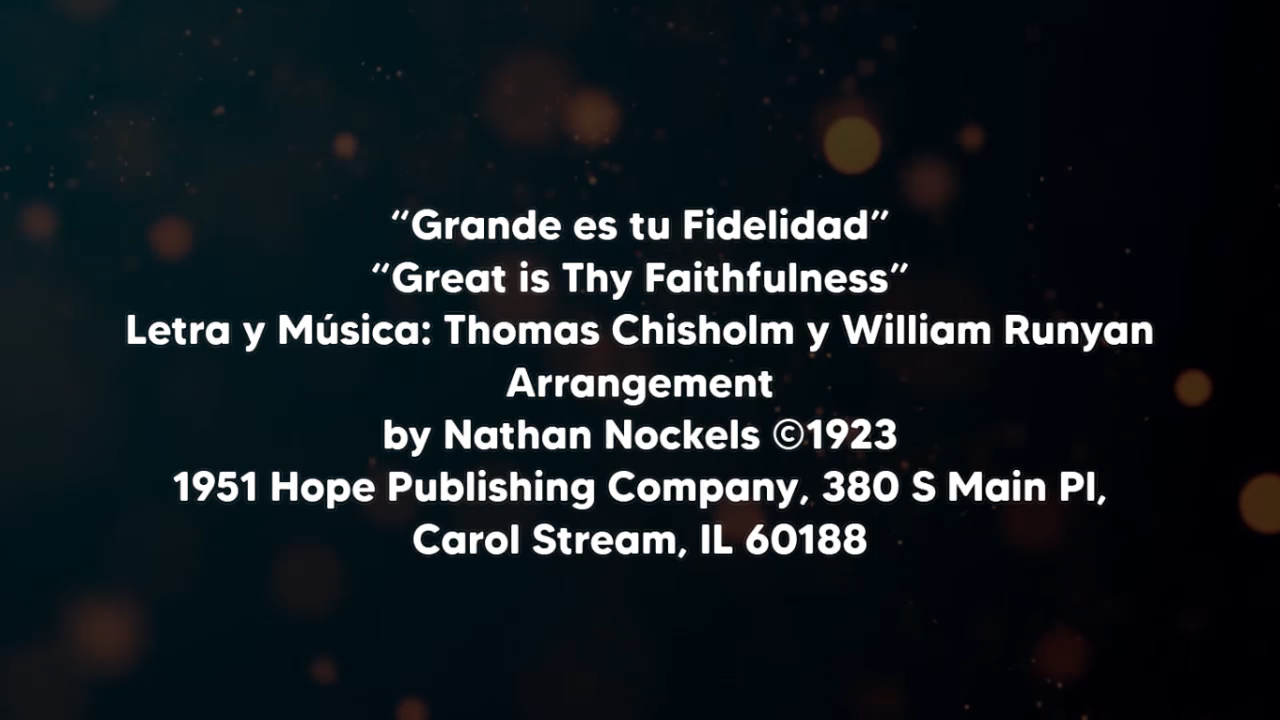 “Grande es tu Fidelidad”
“Great is Thy Faithfulness”
Letra y Música: Thomas Chisholm y William Runyan
Arrangement
by Nathan Nockels ©1923
1951 Hope Publishing Company, 380 S Main Pl,
Carol Stream, IL 60188